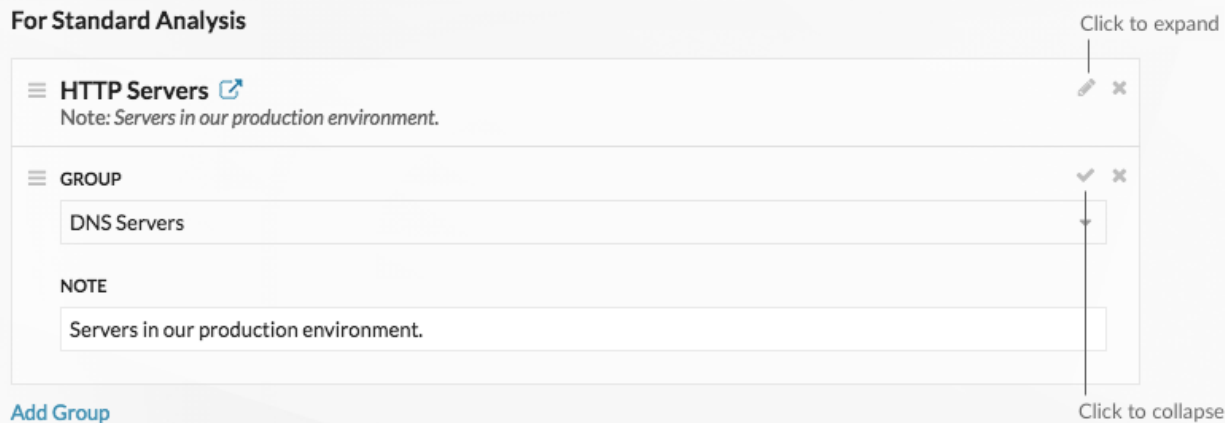 For Standard Analysis
Click to expand
HTTP Servers
Note: Servers in our production environment.
GROUP
DNS Servers
NOTE
Servers in our production environment.
Add Group
Click to collapse